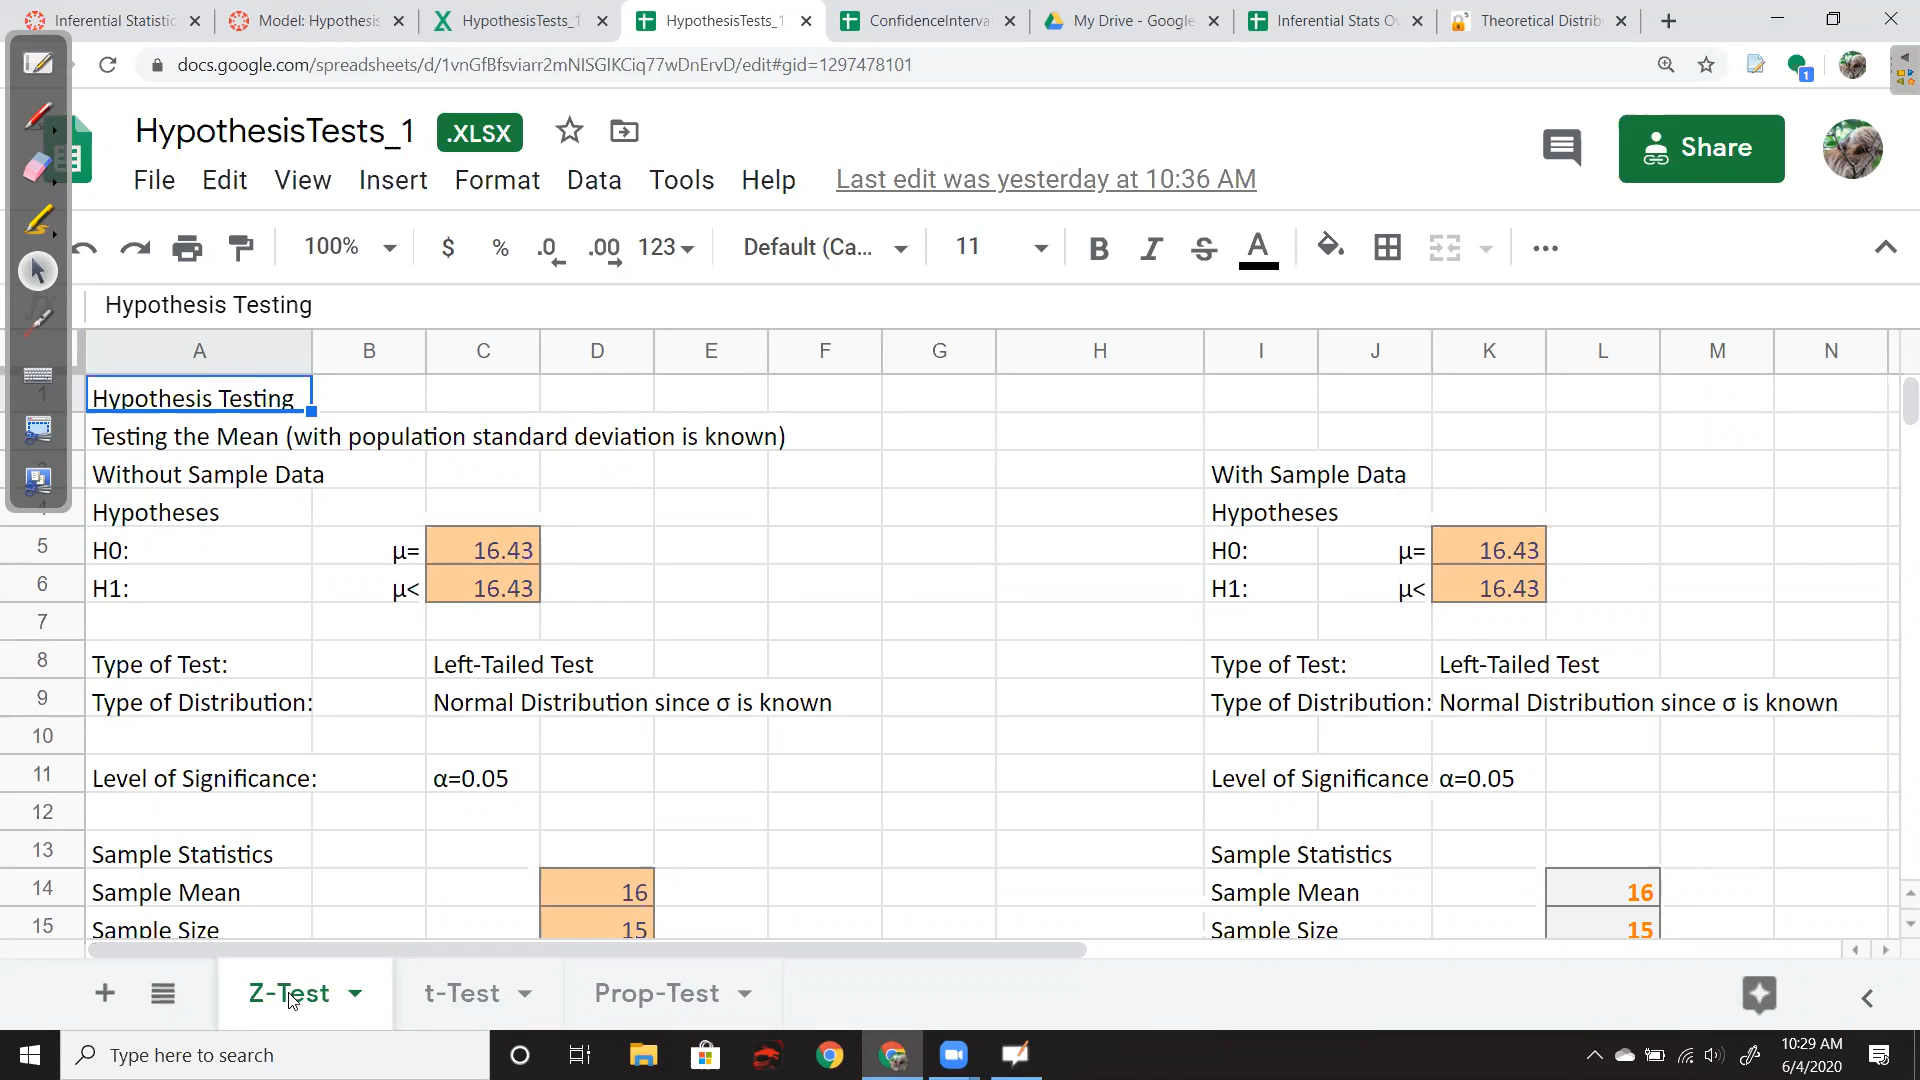 Inferential Statistic
Model: Hypothesis
HypothesisTests_1
HypothesisTests_1
ConfidenceInterva
My Drive - Google
Inferential Stats Ov
Theoretical Distrib
docs.google.com/spreadsheets/d/1vnGfBfsviarr2mNISGIKCiq77wDnErvD/edit#gid=1297478101
1
HypothesisTests_1 .XLSX
Share
File Edit View Insert Format Data Tools Help Last edit was yesterday at 10:36 AM
100% $ % .0 .00 123 Default (Ca... 11 B I S A
fx Hypothesis Testing
A B C D E F G H I J K L M N
1 Hypothesis Testing
Testing the Mean (with population standard deviation is known)
Without Sample Data With Sample Data
4 Hypotheses Hypotheses
5 H0: μ= 16.43 H0: μ= 16.43
6 H1: μ< 16.43 H1: μ< 16.43
7
8 Type of Test: Left-Tailed Test Type of Test: Left-Tailed Test
9 Type of Distribution: Normal Distribution since σ is known Type of Distribution: Normal Distribution since σ is known
10
11 Level of Significance: α=0.05 Level of Significance α=0.05
12
13 Sample Statistics Sample Statistics
14 Sample Mean 16 Sample Mean 16
15 Sample Size 15 Sample Size 15
Z-Test t-Test Prop-Test
Type here to search
10:29 AM
6/4/2020